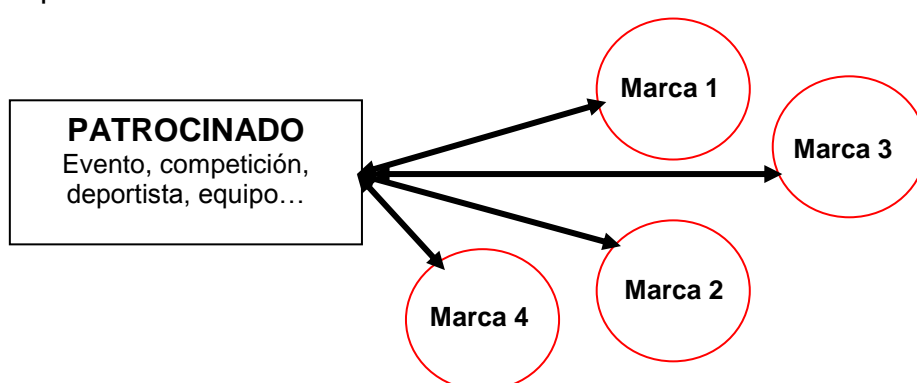 PATROCINADO
Evento, competición,
deportista, equipo…
Marca 1
Marca 3
Marca 2
Marca 4